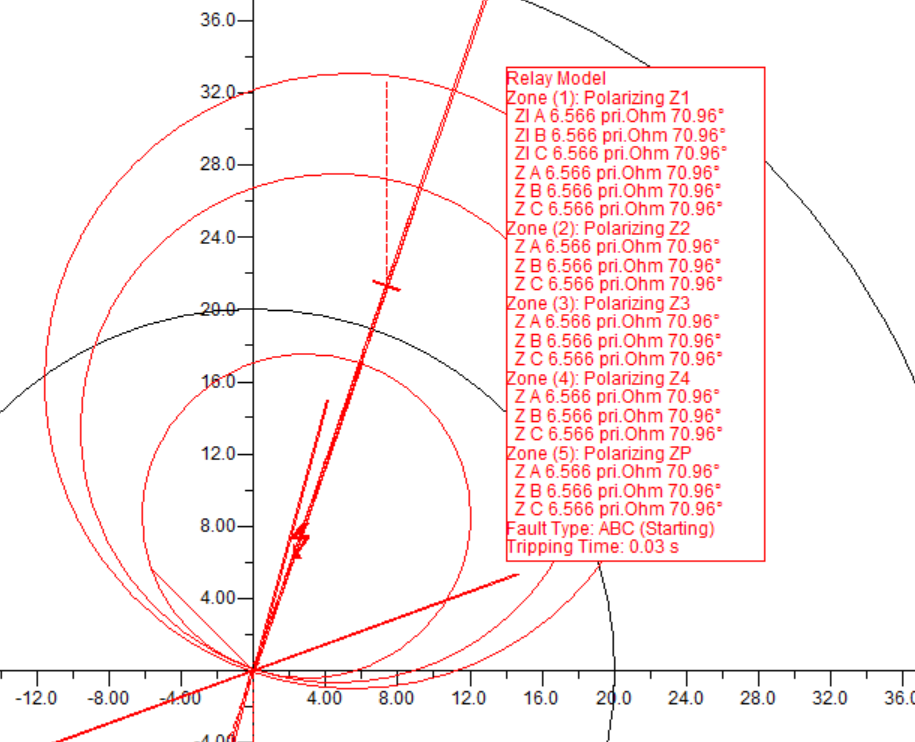 36.0
32.0
28.0
24.0
20.0
16.0
12.0
8.00
4.00
-12.0 -8.00 -4.00 4.00 8.00 12.0 16.0 20.0 24.0 28.0 32.0 36.0
-4.00
Relay Model
Zone (1): Polarizing Z1
ZI A 6.566 pri.Ohm 70.96°
ZI B 6.566 pri.Ohm 70.96°
ZI C 6.566 pri.Ohm 70.96°
Z A 6.566 pri.Ohm 70.96°
Z B 6.566 pri.Ohm 70.96°
Z C 6.566 pri.Ohm 70.96°
Zone (2): Polarizing Z2
Z A 6.566 pri.Ohm 70.96°
Z B 6.566 pri.Ohm 70.96°
Z C 6.566 pri.Ohm 70.96°
Zone (3): Polarizing Z3
Z A 6.566 pri.Ohm 70.96°
Z B 6.566 pri.Ohm 70.96°
Z C 6.566 pri.Ohm 70.96°
Zone (4): Polarizing Z4
Z A 6.566 pri.Ohm 70.96°
Z B 6.566 pri.Ohm 70.96°
Z C 6.566 pri.Ohm 70.96°
Zone (5): Polarizing ZP
Z A 6.566 pri.Ohm 70.96°
Z B 6.566 pri.Ohm 70.96°
Z C 6.566 pri.Ohm 70.96°
Fault Type: ABC (Starting)
Tripping Time: 0.03 s